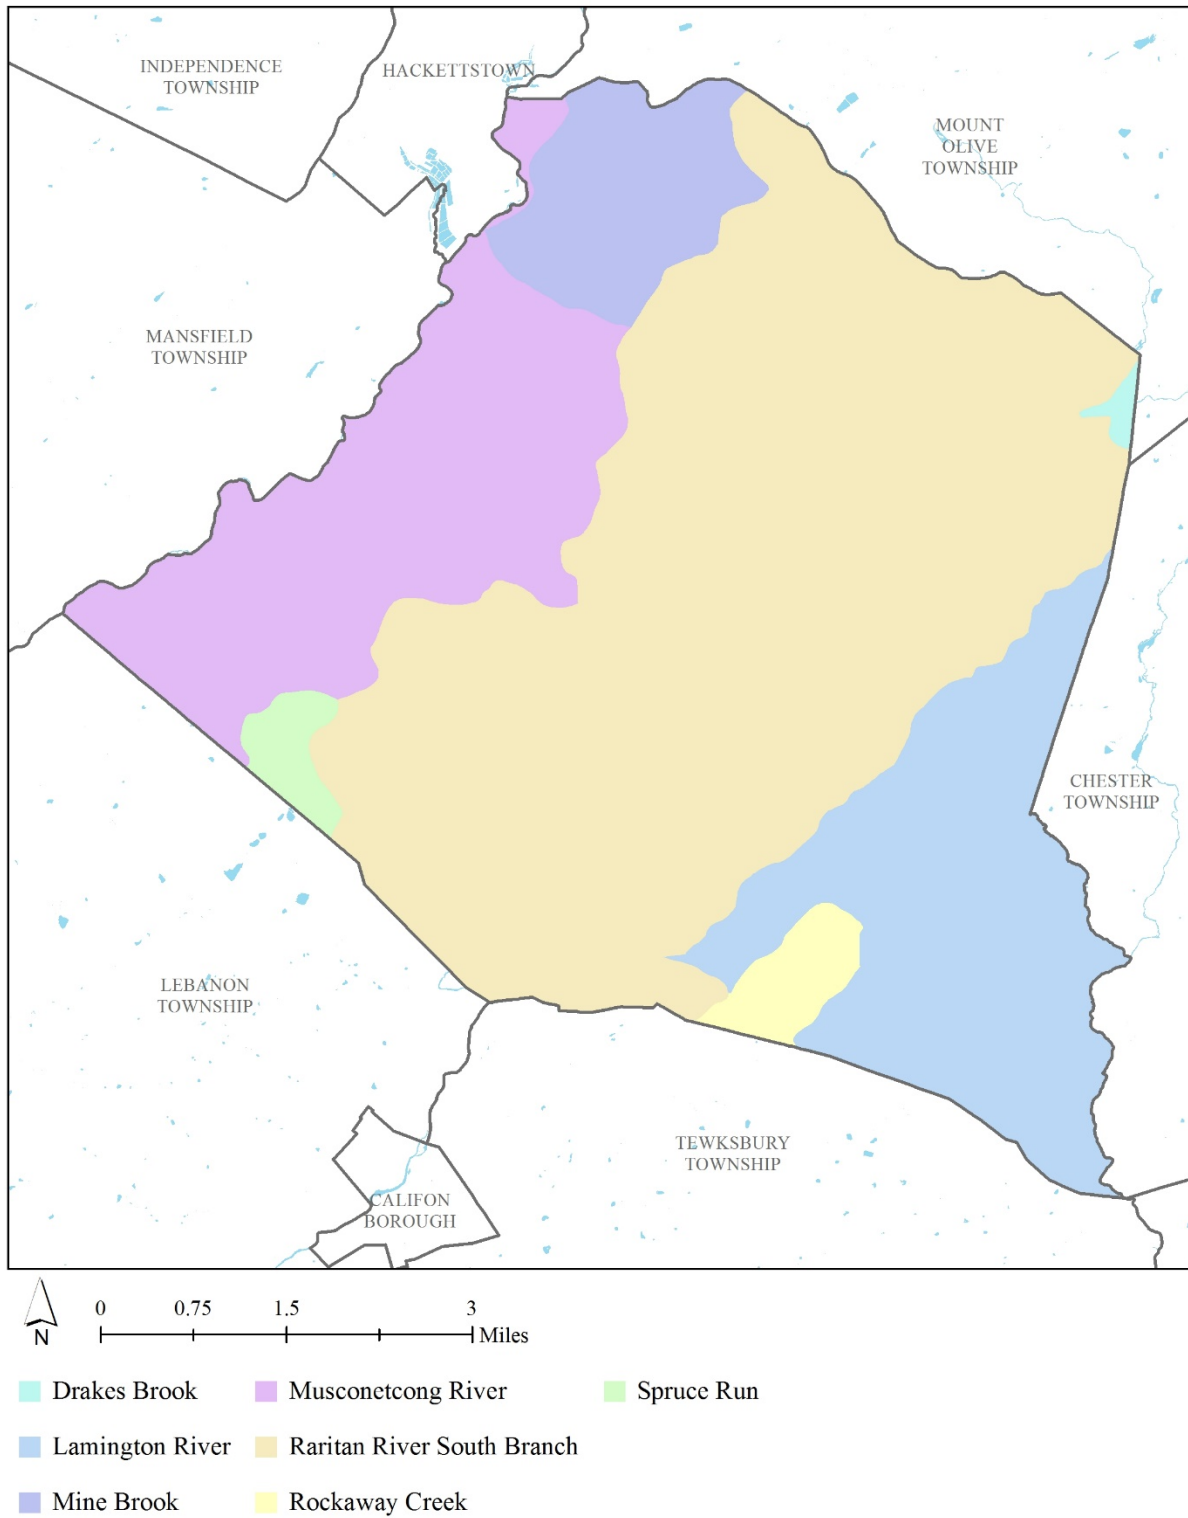 INDEPENDENCE
TOWNSHIP
HACKETTSTOWN
MOUNT
OLIVE
TOWNSHIP
MANSFIELD
TOWNSHIP
CHESTER
TOWNSHIP
LEBANON
TOWNSHIP
TEWKSBURY
TOWNSHIP
CALIFON
BOROUGH
N
0 0.75 1.5 3
Miles
Drakes Brook Musconetcong River Spruce Run
Lamington River Raritan River South Branch
Mine Brook Rockaway Creek